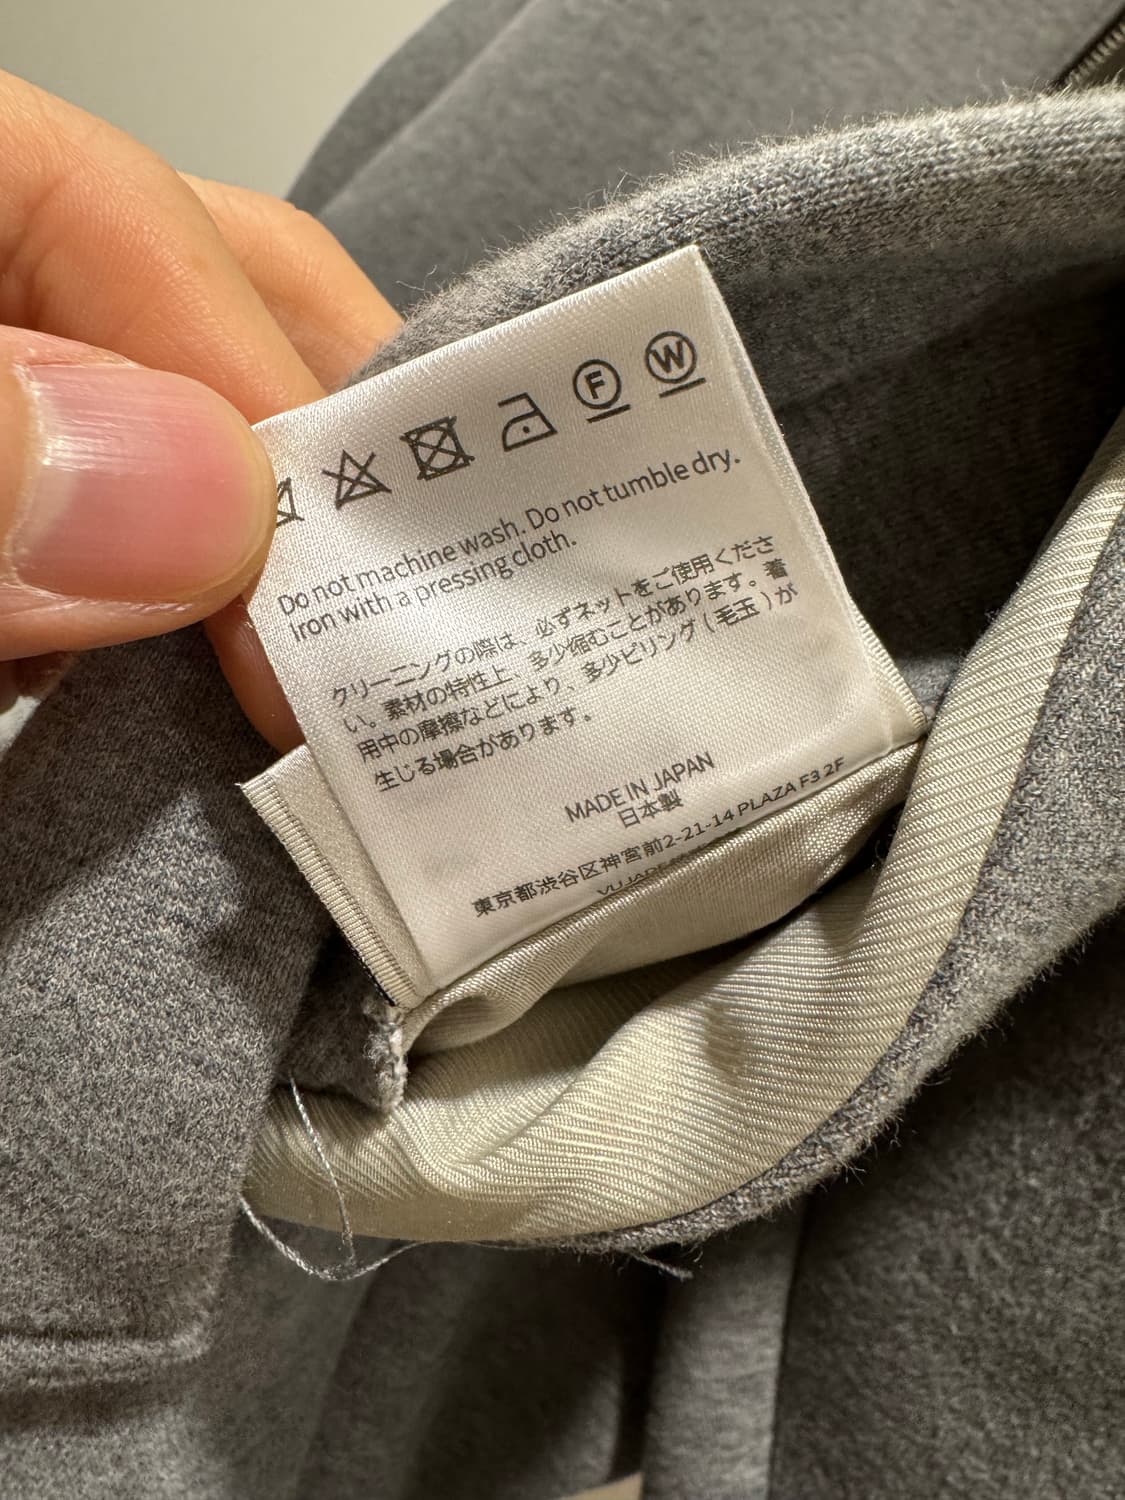 F W
Do not machine wash. Do not tumble dry.
Iron with a pressing cloth.
クリーニングの際は、必ずネットをご使用くださ
い。素材の特性上、多少縮むことがあります。着
用中の摩擦などにより、多少ピリング(毛玉)が
生じる場合があります。
MADE IN JAPAN
日本製
東京都渋谷区神宮前2-21-14 PLAZA F3 2F